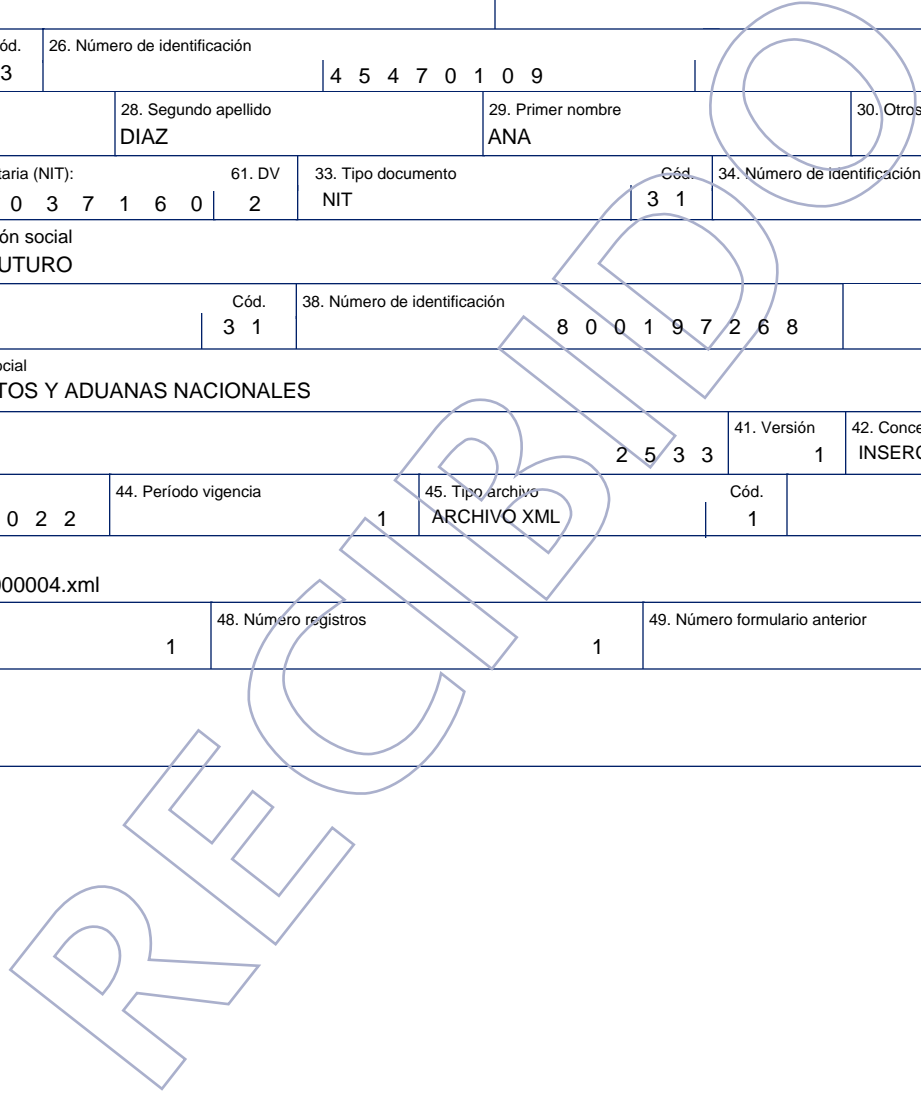 ód. 26. Número de identificación
3 4 5 4 7 0 1 0 9
28. Segundo apellido 29. Primer nombre 30. Otros
DIAZ ANA
taria (NIT): 61. DV 33. Tipo documento Cód. 34. Número de identificación
0 3 7 1 6 0 2 NIT 3 1
ón social
UTURO
Cód. 38. Número de identificación
3 1 8 0 0 1 9 7 2 6 8
ocial
TOS Y ADUANAS NACIONALES
41. Versión 42. Conce
2 5 3 3 1 INSERC
44. Período vigencia 45. Tipo archivo Cód.
0 2 2 1 ARCHIVO XML 1
000004.xml
48. Número registros 49. Número formulario anterior
1 1
RECIBIDO